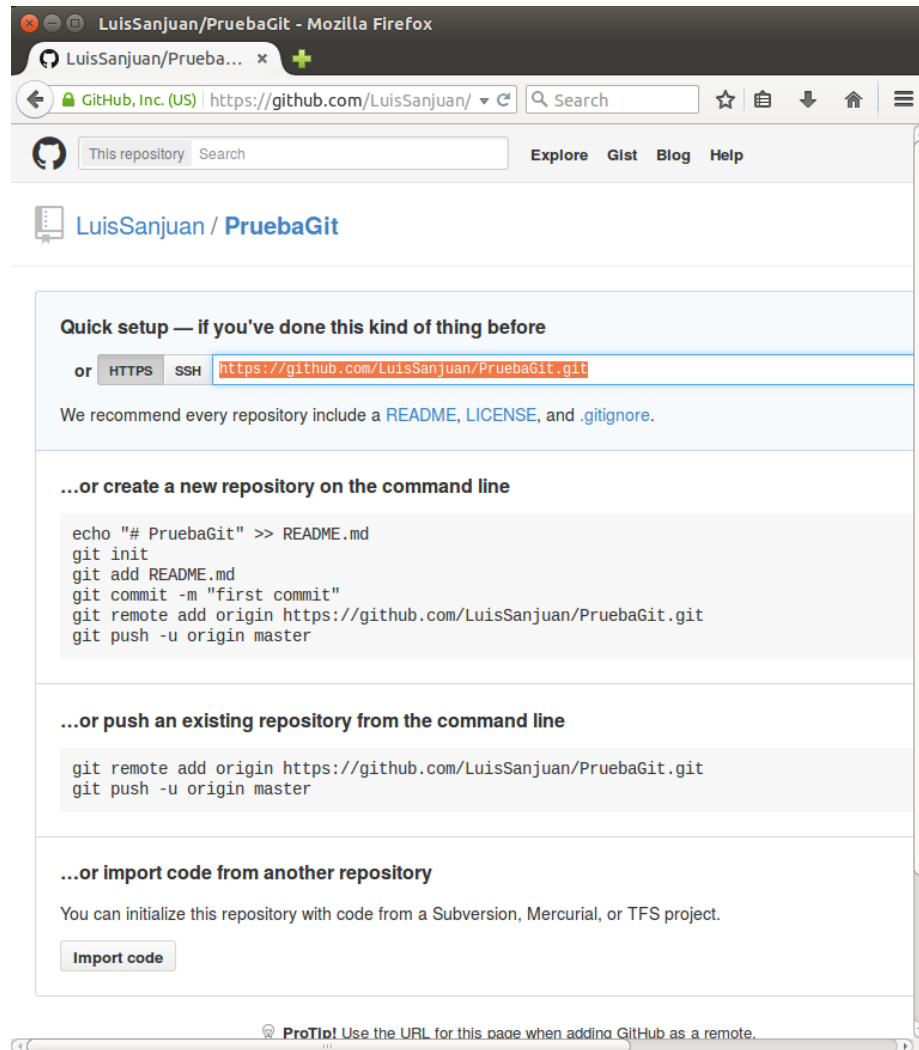 LuisSanjuan/PruebaGit - Mozilla Firefox
LuisSanjuan/Prueba...
GitHub, Inc. (US) https://github.com/LuisSanjuan/ Search
This repository Search Explore Gist Blog Help
LuisSanjuan / PruebaGit
Quick setup — if you've done this kind of thing before
or HTTPS SSH https://github.com/LuisSanjuan/PruebaGit.git
We recommend every repository include a README, LICENSE, and .gitignore.
…or create a new repository on the command line
echo "# PruebaGit" >> README.md
git init
git add README.md
git commit -m "first commit"
git remote add origin https://github.com/LuisSanjuan/PruebaGit.git
git push -u origin master
…or push an existing repository from the command line
git remote add origin https://github.com/LuisSanjuan/PruebaGit.git
git push -u origin master
…or import code from another repository
You can initialize this repository with code from a Subversion, Mercurial, or TFS project.
Import code
ProTip! Use the URL for this page when adding GitHub as a remote.